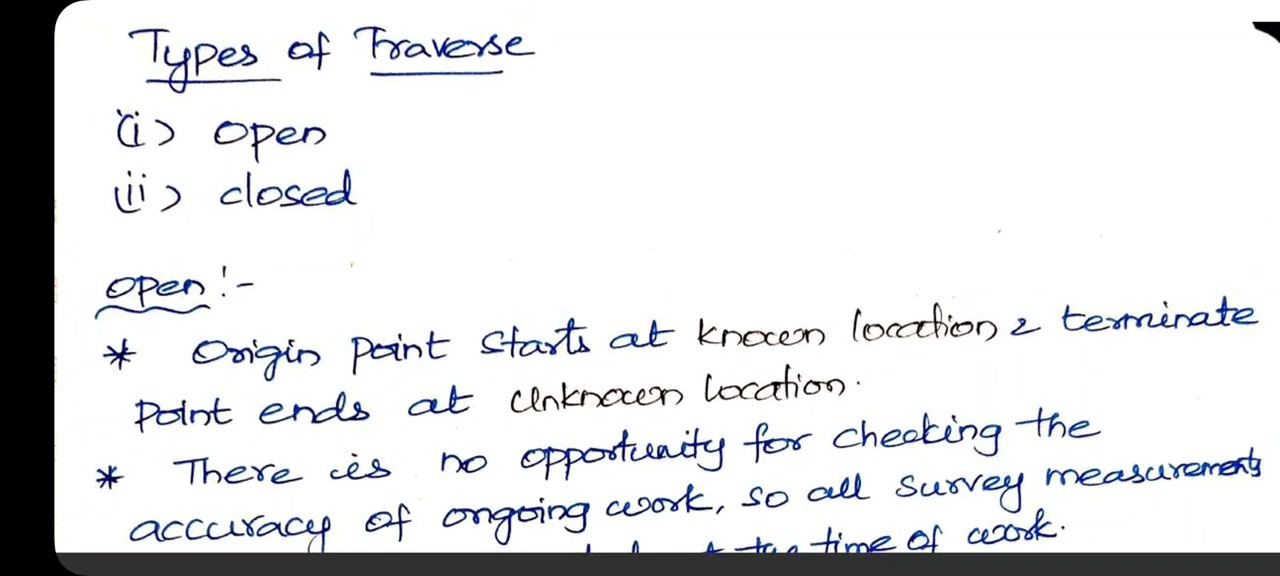 Types of Traverse
(i) open
(ii) closed
open :-
* Origin point starts at known location & terminate
point ends at unknown location.
* There is no opportunity for checking the
accuracy of ongoing work, so all survey measurements
time of work.